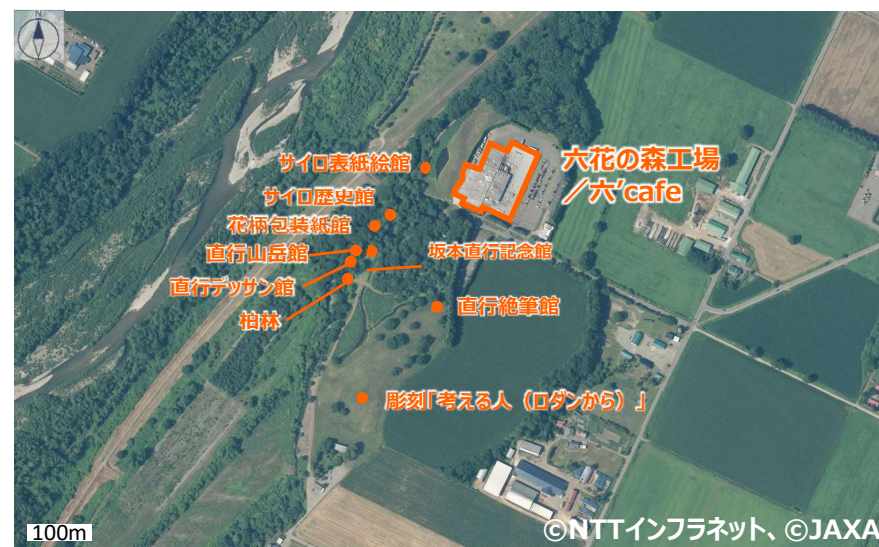 N
サイロ表紙絵館
六花の森工場
／六’cafe
サイロ歴史館
花柄包装紙館
直行山岳館
坂本直行記念館
直行デッサン館
直行絶筆館
柏林
彫刻「考える人（ロダンから）」
100m
©NTTインフラネット、©JAXA